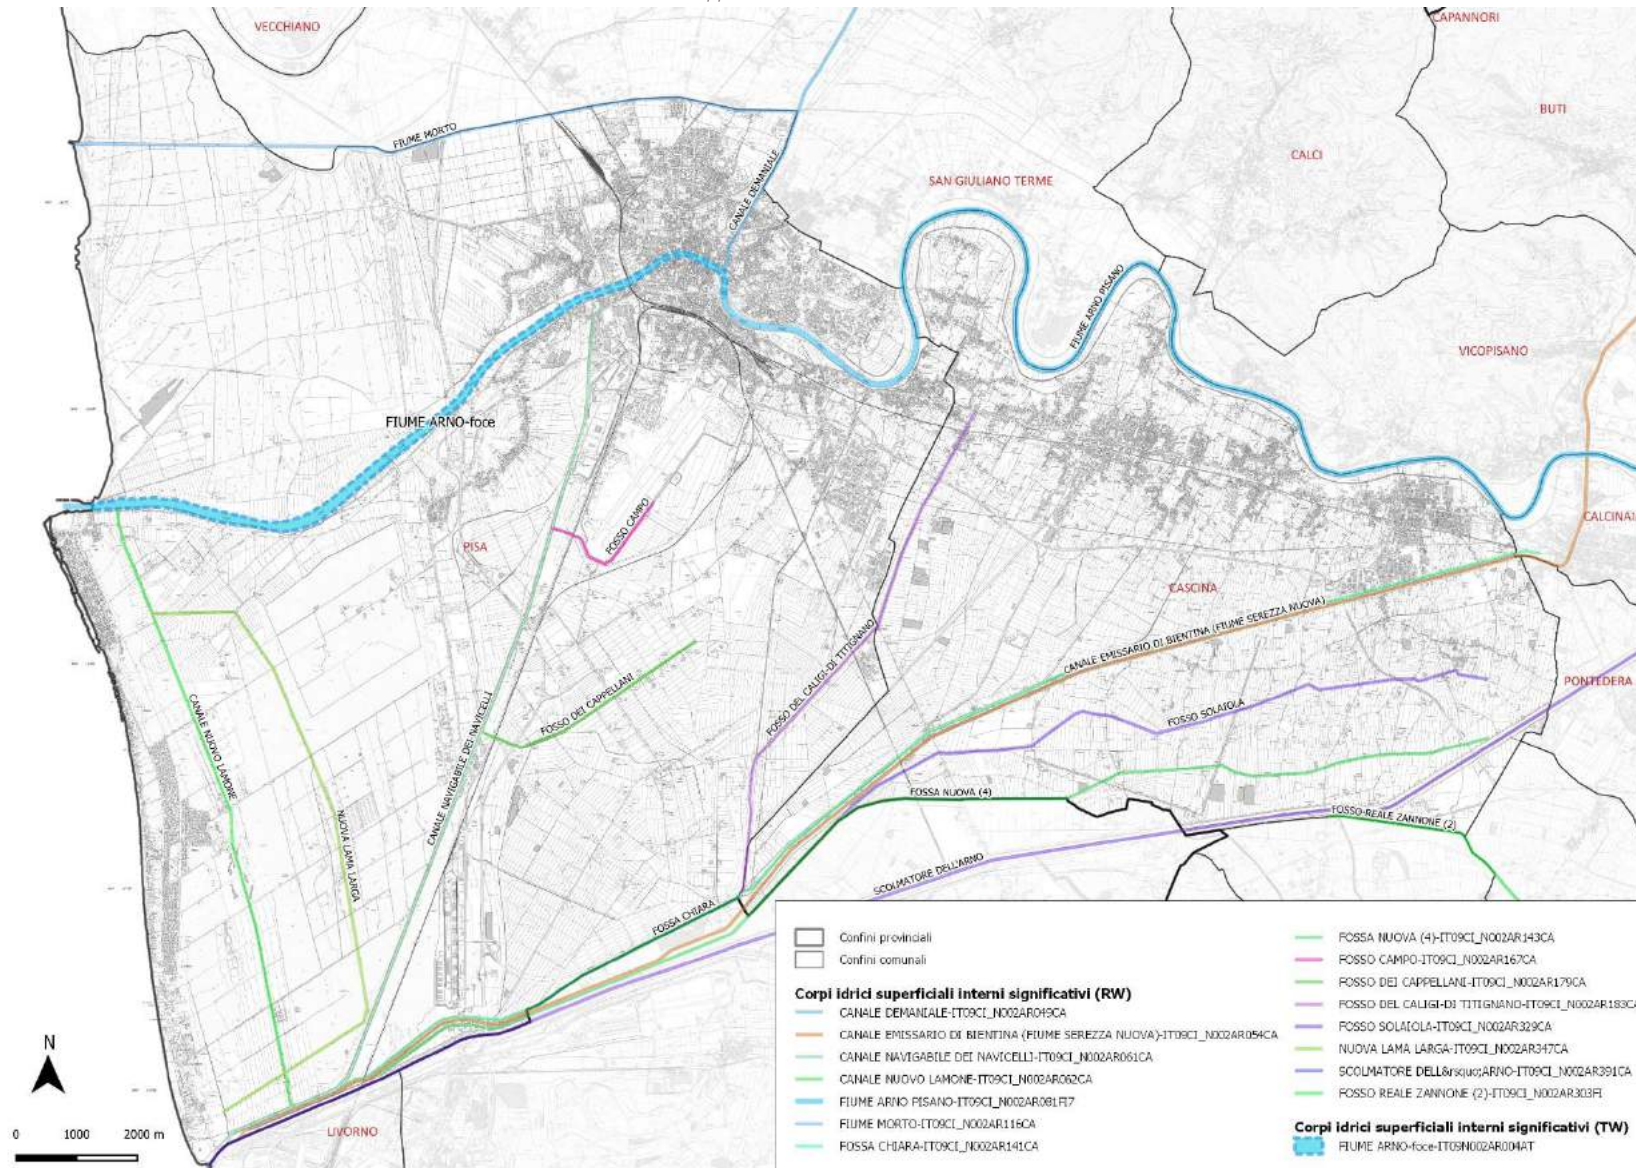 VECCHIANO
CAPANNORI
BUTI
FIUME MORTO
CALCI
CANALE DEMANIALE
SAN GIULIANO TERME
FIUME ARNO PISANO
VICOPISANO
FIUME ARNO-foce
CALCINAI
PISA
FOSSO CAMPO
CASCINA
CANALE EMISSARIO DI BIENTINA (FIUME SEREZZA NUOVA)
FOSSO DEL CALIGI-DI TITIGNANO
FOSSO DEI CAPPELLANI
PONTEDERA
CANALE NUOVO LAMONE
CANALE NAVIGABILE DEI NAVICELLI
FOSSO SOLAIOLA
NUOVA LAMA LARGA
FOSSA NUOVA (4)
FOSSO REALE ZANNONE (2)
SCOLMATORE DELL'ARNO
FOSSA CHIARA
LIVORNO
N
0 1000 2000 m
Confini provinciali
Confini comunali
Corpi idrici superficiali interni significativi (RW)
CANALE DEMANIALE-IT09CI_N002AR049CA
CANALE EMISSARIO DI BIENTINA (FIUME SEREZZA NUOVA)-IT09CI_N002AR054CA
CANALE NAVIGABILE DEI NAVICELLI-IT09CI_N002AR061CA
CANALE NUOVO LAMONE-IT09CI_N002AR062CA
FIUME ARNO PISANO-IT09CI_N002AR081FI7
FIUME MORTO-IT09CI_N002AR116CA
FOSSA CHIARA-IT09CI_N002AR141CA
FOSSA NUOVA (4)-IT09CI_N002AR143CA
FOSSO CAMPO-IT09CI_N002AR167CA
FOSSO DEI CAPPELLANI-IT09CI_N002AR179CA
FOSSO DEL CALIGI-DI TITIGNANO-IT09CI_N002AR183CA
FOSSO SOLAIOLA-IT09CI_N002AR329CA
NUOVA LAMA LARGA-IT09CI_N002AR347CA
SCOLMATORE DELL&rsquo;ARNO-IT09CI_N002AR391CA
FOSSO REALE ZANNONE (2)-IT09CI_N002AR303FI
Corpi idrici superficiali interni significativi (TW)
FIUME ARNO-foce-IT09N002AR004AT